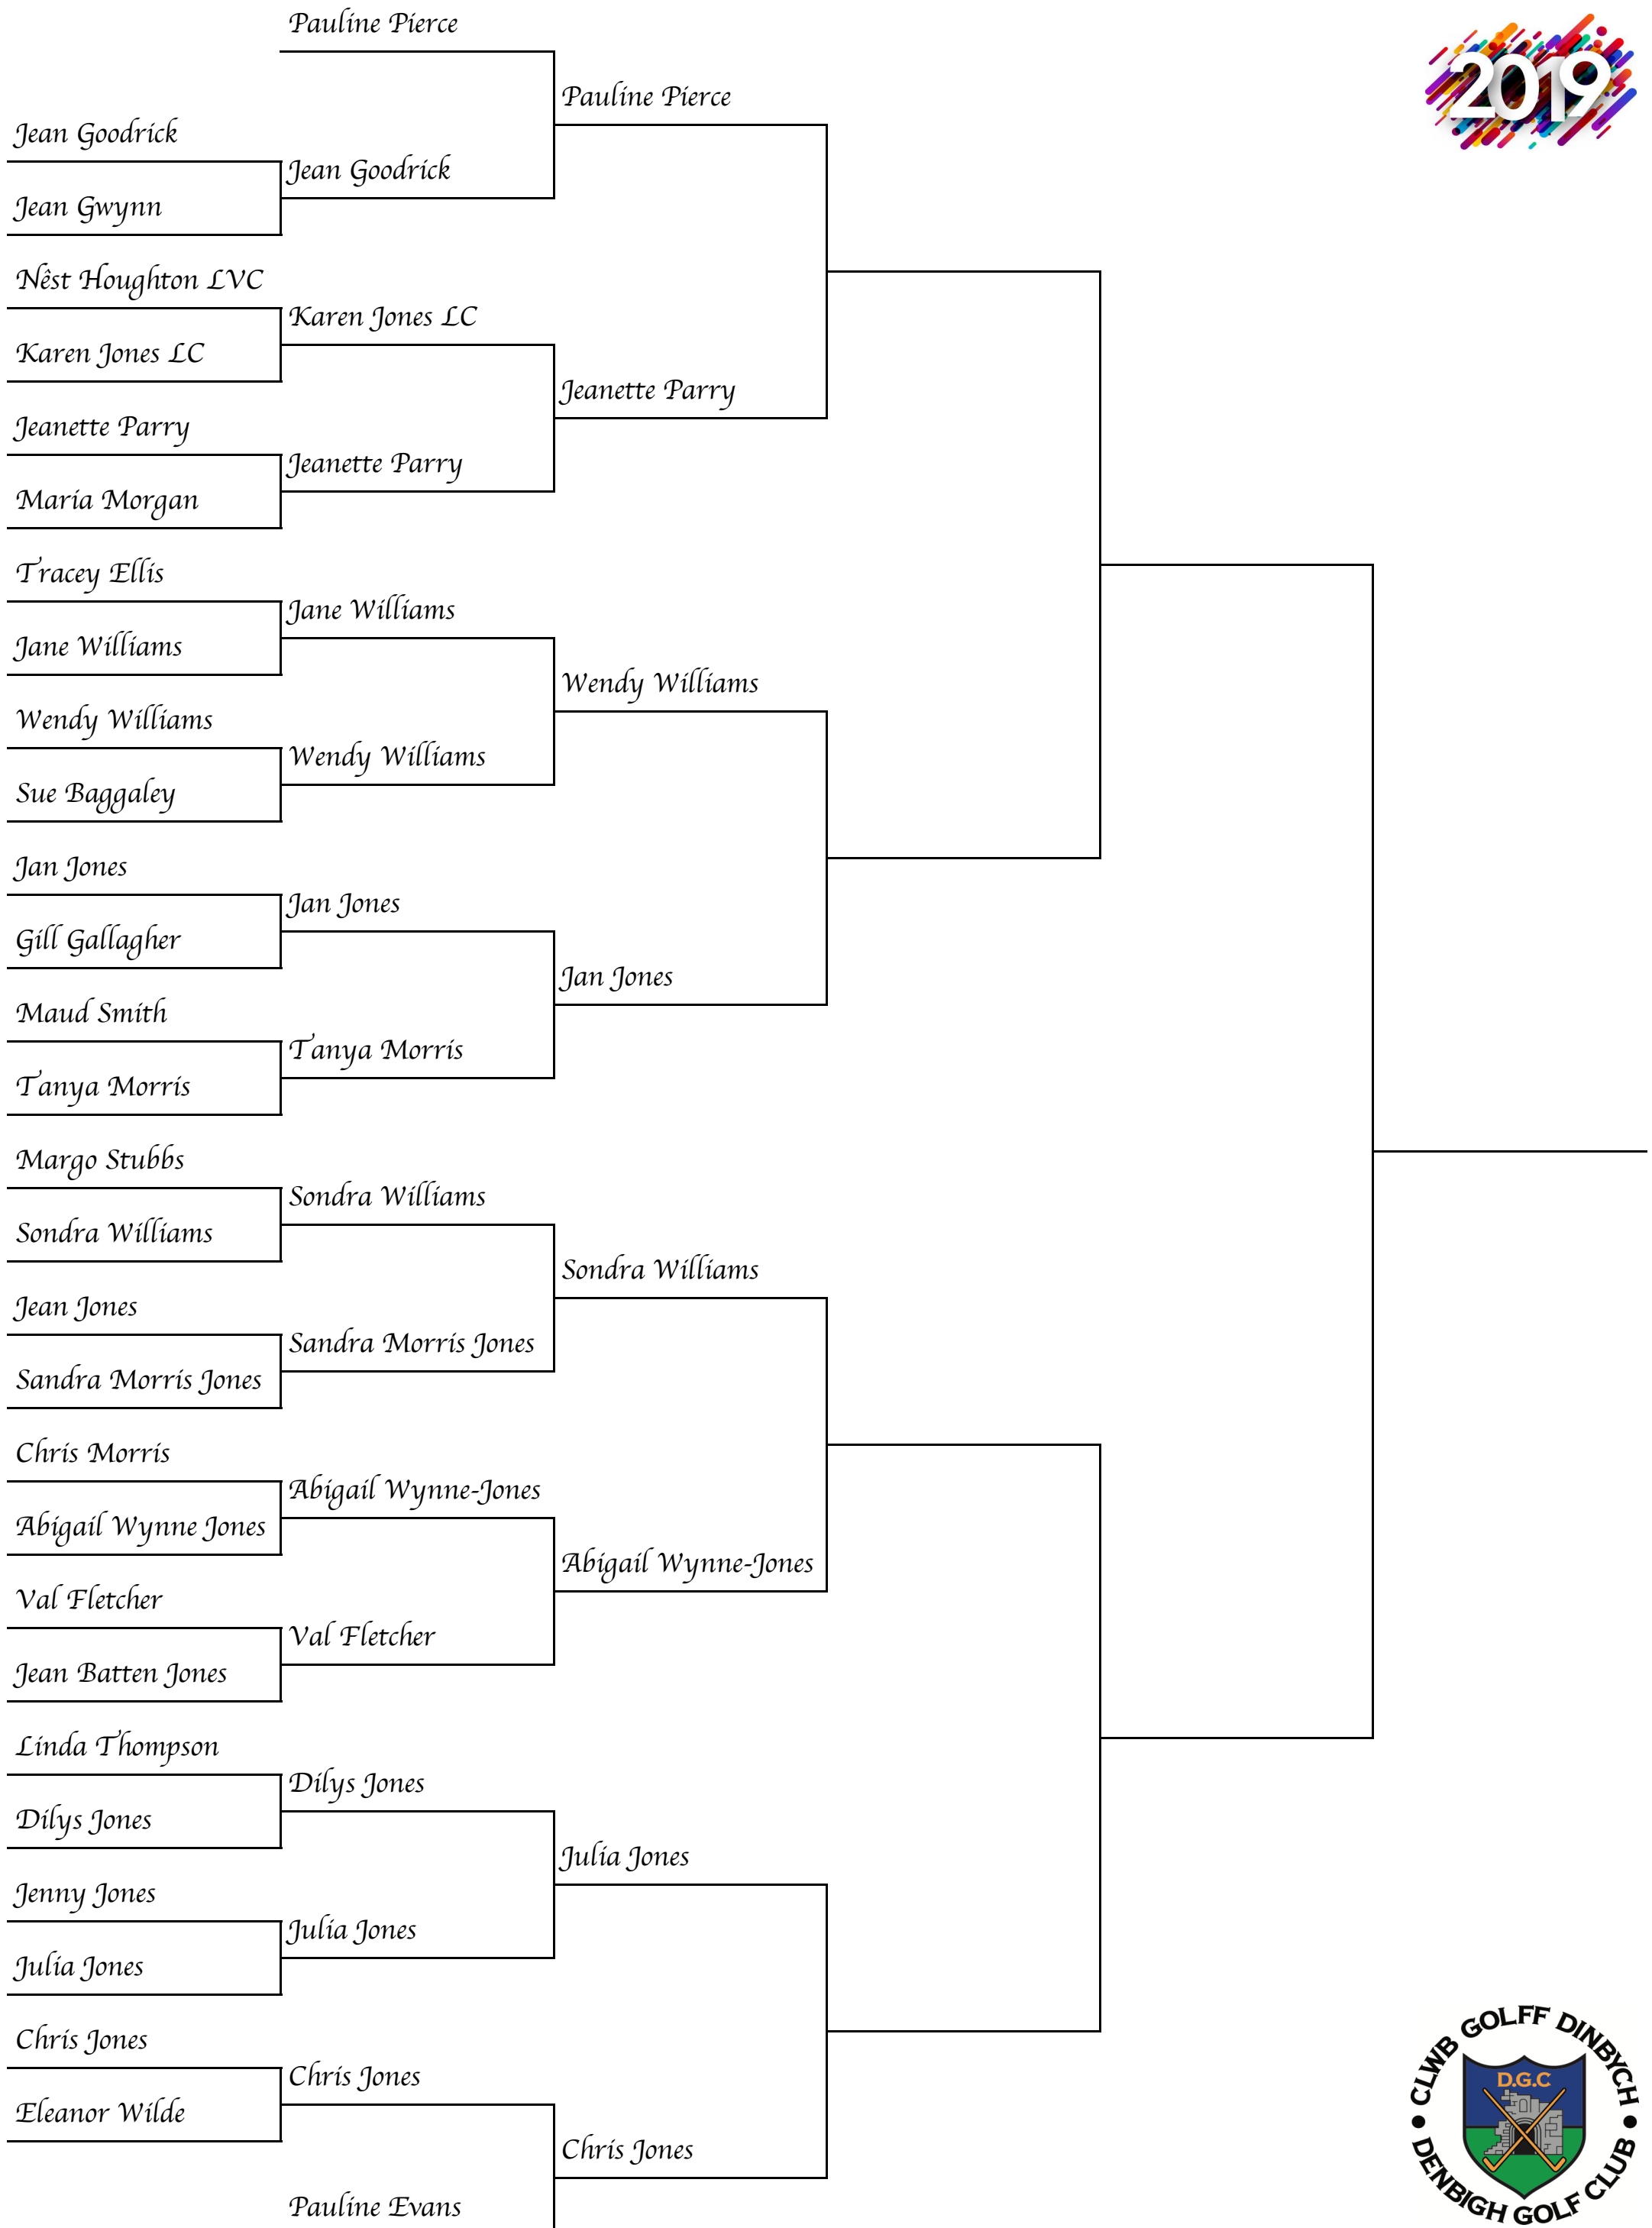 Pauline Pierce
2019
Pauline Pierce
Jean Goodrick
Jean Goodrick
Jean Gwynn
Nêst Houghton LVC
Karen Jones LC
Karen Jones LC
Jeanette Parry
Jeanette Parry
Jeanette Parry
Maria Morgan
Tracey Ellis
Jane Williams
Jane Williams
Wendy Williams
Wendy Williams
Wendy Williams
Sue Baggaley
Jan Jones
Jan Jones
Gill Gallagher
Jan Jones
Maud Smith
Tanya Morris
Tanya Morris
Margo Stubbs
Sondra Williams
Sondra Williams
Sondra Williams
Jean Jones
Sandra Morris Jones
Sandra Morris Jones
Chris Morris
Abigail Wynne-Jones
Abigail Wynne Jones
Abigail Wynne-Jones
Val Fletcher
Val Fletcher
Jean Batten Jones
Linda Thompson
Dilys Jones
Dilys Jones
Julia Jones
Jenny Jones
Julia Jones
Julia Jones
Chris Jones
Chris Jones
Eleanor Wilde
Chris Jones
Pauline Evans
CLWB GOLFF DINBYCH
D.G.C
DENBIGH GOLF CLUB